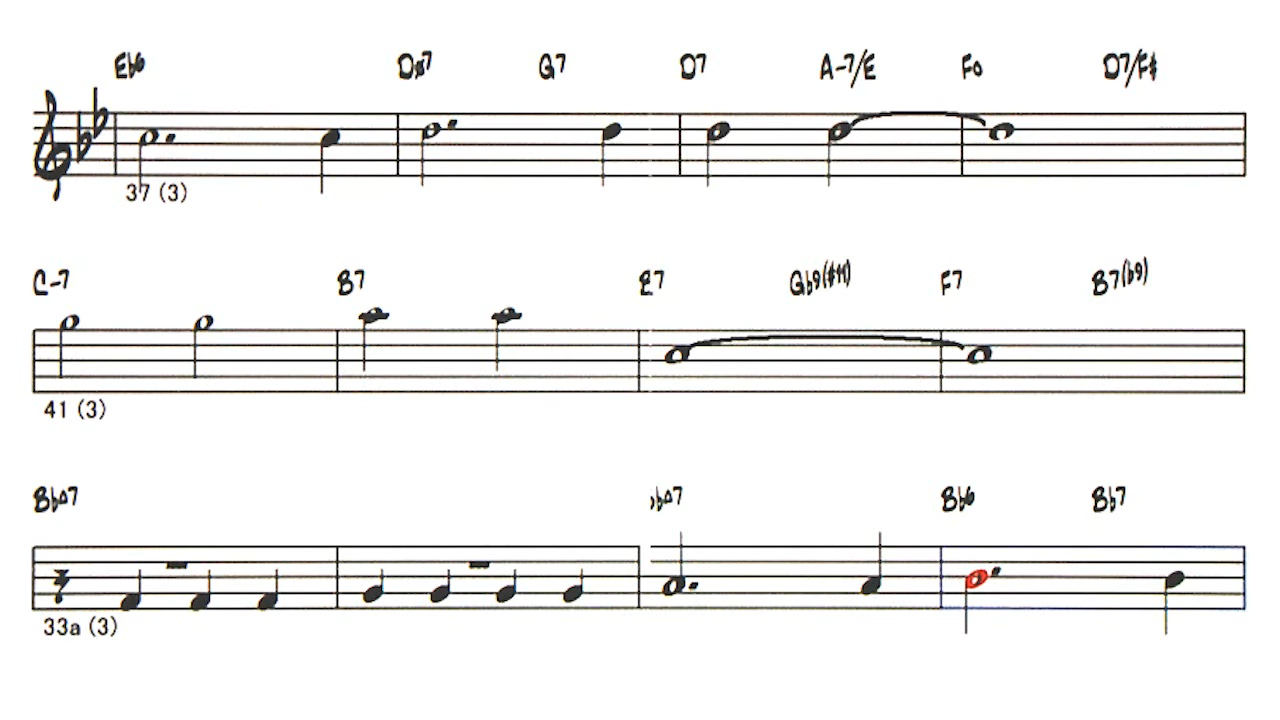 Eb6 Dø7 G7 D7 A-7/E Fo D7/F#
37 (3)
C-7 B7 E7 Gb9(#11) F7 B7(b9)
41 (3)
Bb△7 b△7 Bb6 Bb7
33a (3)